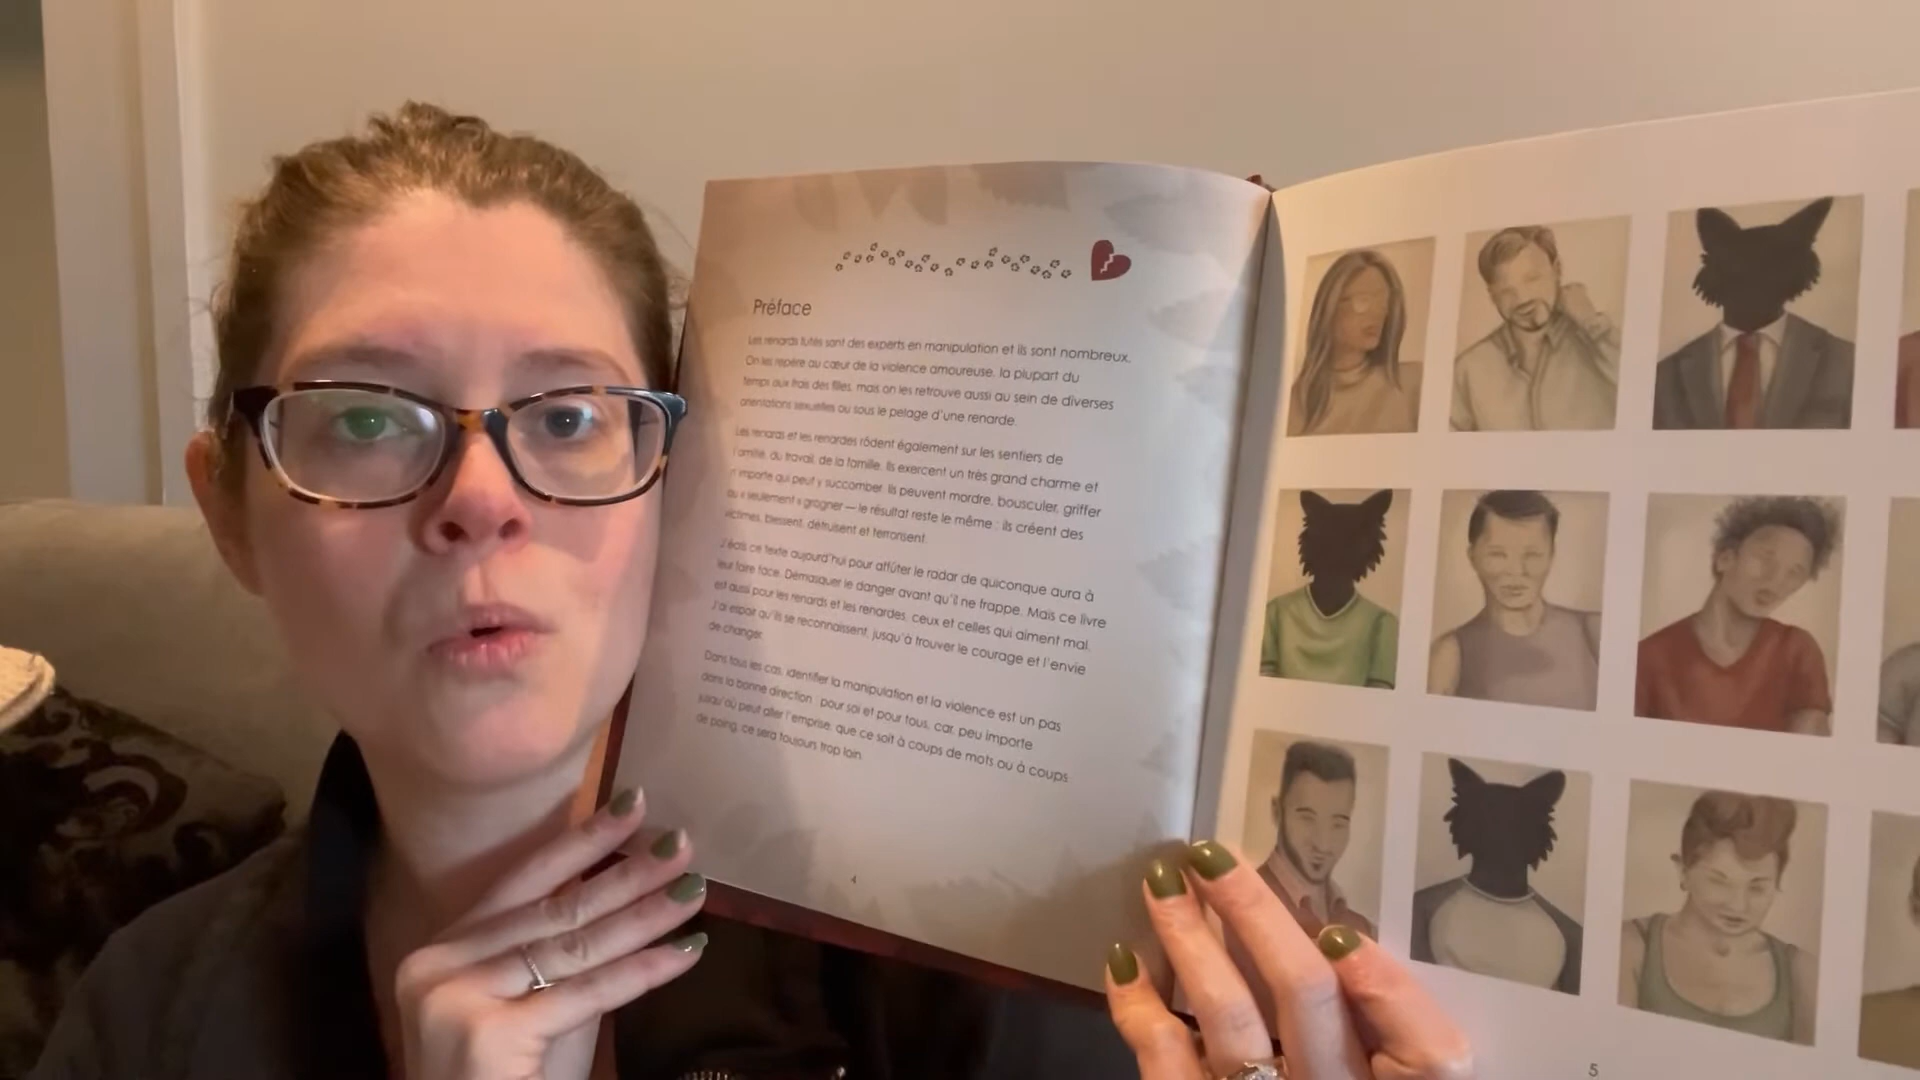 Préface
Les renards futés sont des experts en manipulation et ils sont nombreux.
On les repère au cœur de la violence amoureuse, la plupart du
temps aux frais des filles, mais on les retrouve aussi au sein de diverses
orientations sexuelles ou sous le pelage d'une renarde.
Les renards et les renardes rôdent également sur les sentiers de
l'amitié, du travail, de la famille. Ils exercent un très grand charme et
n'importe qui peut y succomber. Ils peuvent mordre, bousculer, griffer
ou « seulement » grogner — le résultat reste le même : ils créent des
victimes, blessent, détruisent et terrorisent.
J'écris ce texte aujourd'hui pour affûter le radar de quiconque aura à
leur faire face. Démasquer le danger avant qu'il ne frappe. Mais ce livre
est aussi pour les renards et les renardes, ceux et celles qui aiment mal.
J'ai espoir qu'ils se reconnaissent, jusqu'à trouver le courage et l'envie
de changer.
Dans tous les cas, identifier la manipulation et la violence est un pas
dans la bonne direction : pour soi et pour tous, car, peu importe
jusqu'où peut aller l'emprise, que ce soit à coups de mots ou à coups
de poing, ce sera toujours trop loin.
4
5